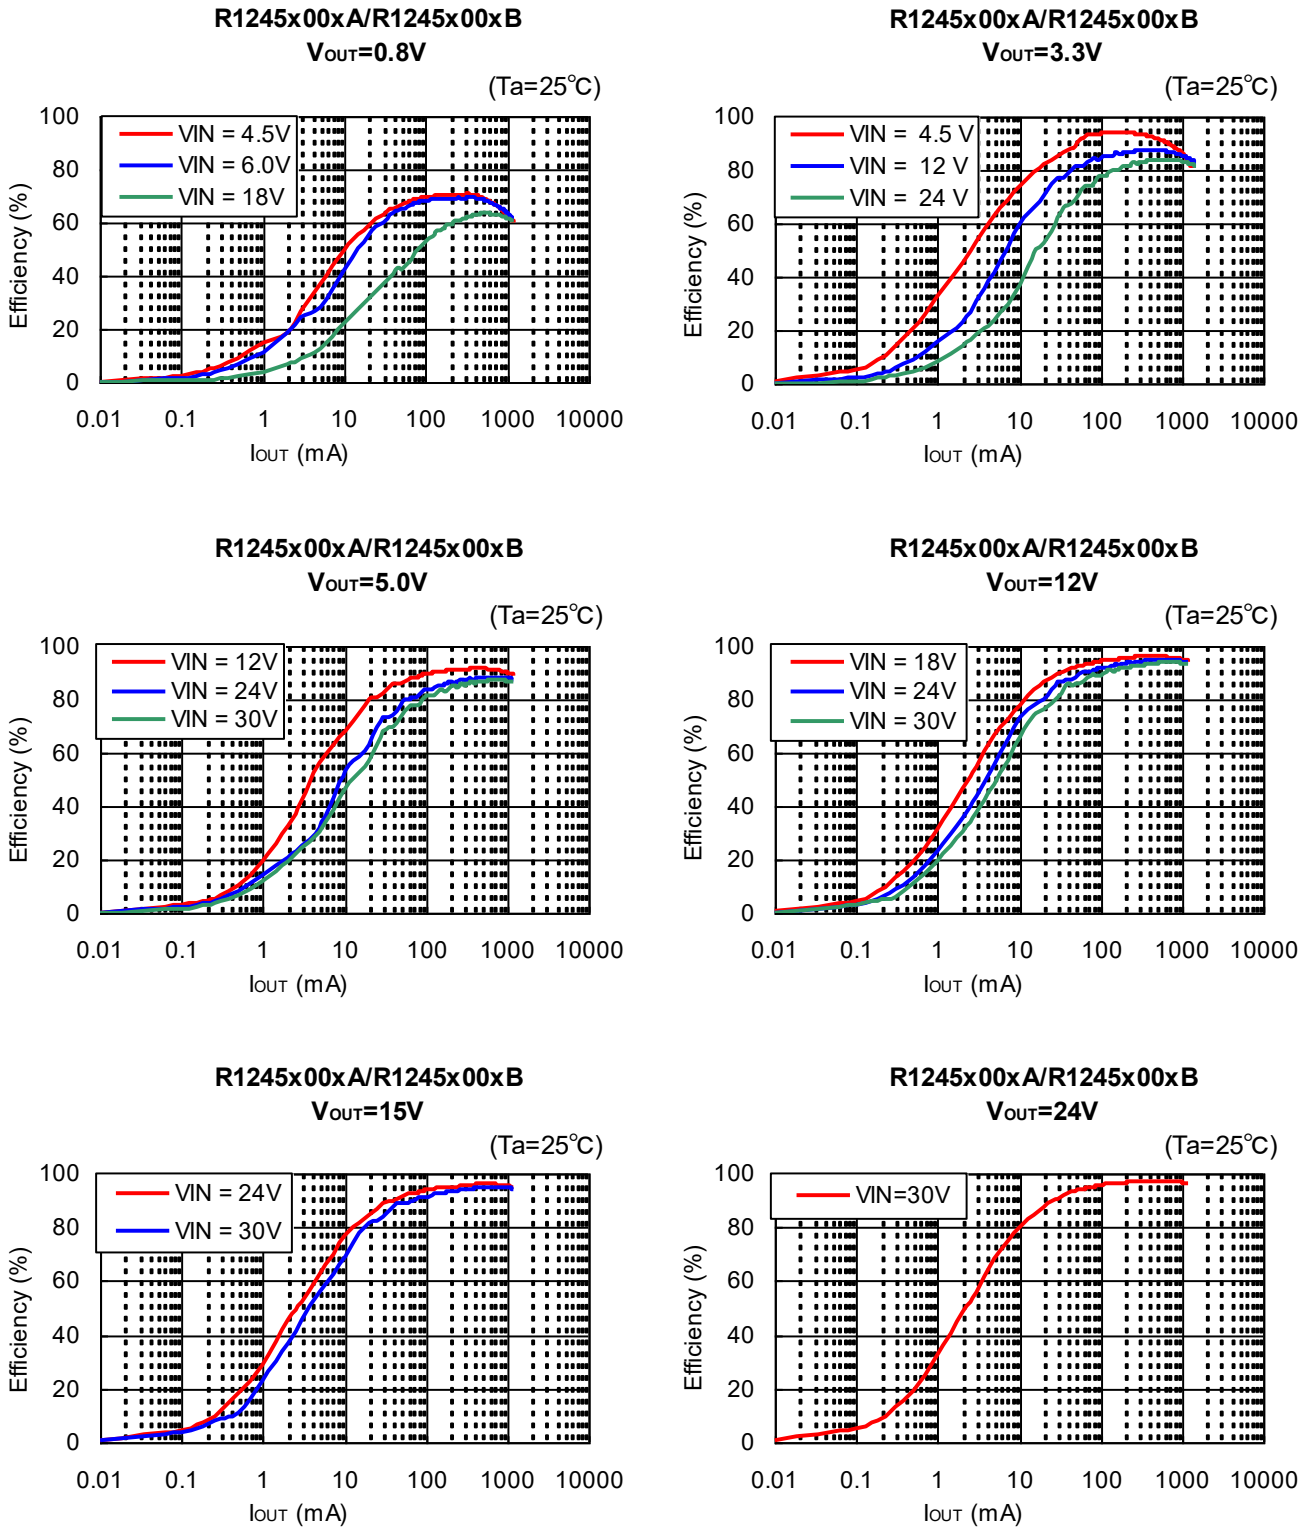 R1245x00xA/R1245x00xB
VOUT=0.8V
(Ta=25°C)
100
80
60
40
20
0
Efficiency (%)
VIN = 4.5V
VIN = 6.0V
VIN = 18V
0.01 0.1 1 10 100 1000 10000
IOUT (mA)
R1245x00xA/R1245x00xB
VOUT=3.3V
(Ta=25°C)
100
80
60
40
20
0
Efficiency (%)
VIN = 4.5 V
VIN = 12 V
VIN = 24 V
0.01 0.1 1 10 100 1000 10000
IOUT (mA)
R1245x00xA/R1245x00xB
VOUT=5.0V
(Ta=25°C)
100
80
60
40
20
0
Efficiency (%)
VIN = 12V
VIN = 24V
VIN = 30V
0.01 0.1 1 10 100 1000 10000
IOUT (mA)
R1245x00xA/R1245x00xB
VOUT=12V
(Ta=25°C)
100
80
60
40
20
0
Efficiency (%)
VIN = 18V
VIN = 24V
VIN = 30V
0.01 0.1 1 10 100 1000 10000
IOUT (mA)
R1245x00xA/R1245x00xB
VOUT=15V
(Ta=25°C)
100
80
60
40
20
0
Efficiency (%)
VIN = 24V
VIN = 30V
0.01 0.1 1 10 100 1000 10000
IOUT (mA)
R1245x00xA/R1245x00xB
VOUT=24V
(Ta=25°C)
100
80
60
40
20
0
Efficiency (%)
VIN=30V
0.01 0.1 1 10 100 1000 10000
IOUT (mA)